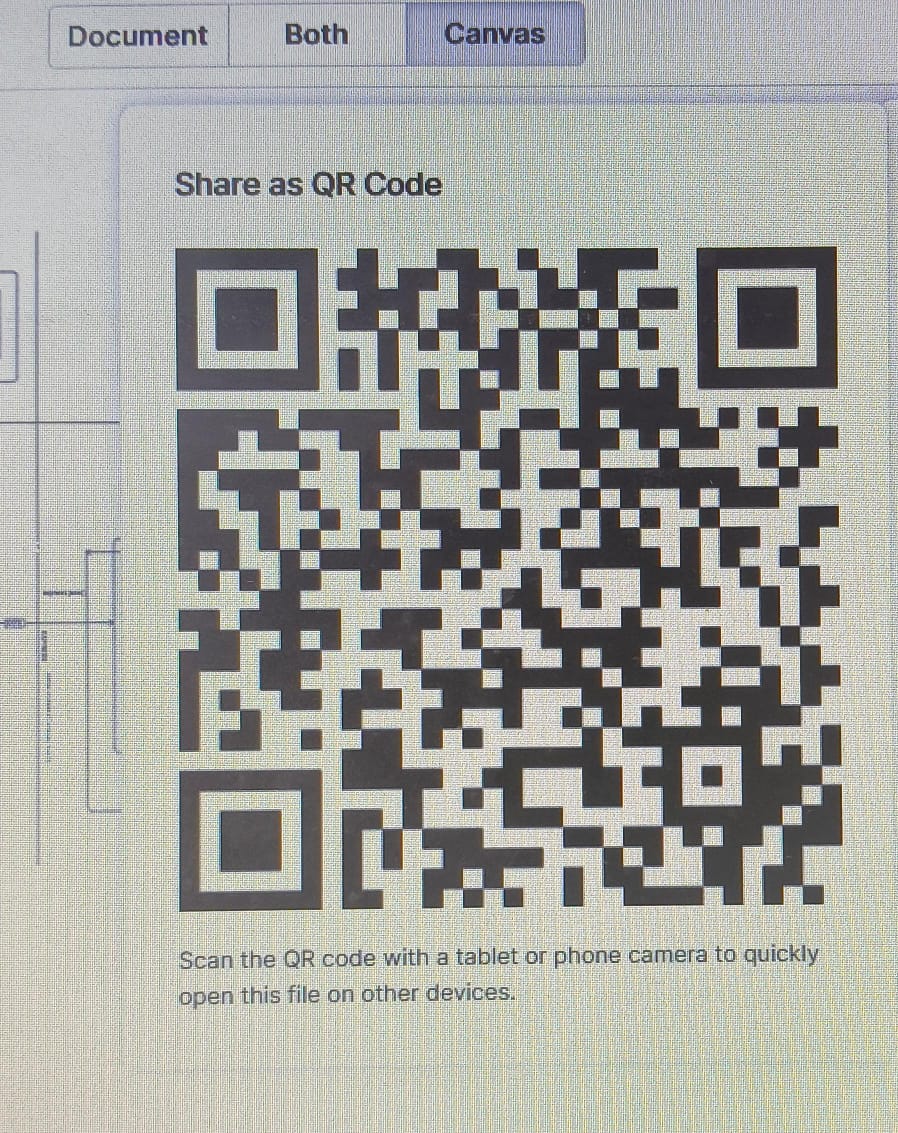 Document
Both
Canvas
Share as QR Code
Scan the QR code with a tablet or phone camera to quickly
open this file on other devices.